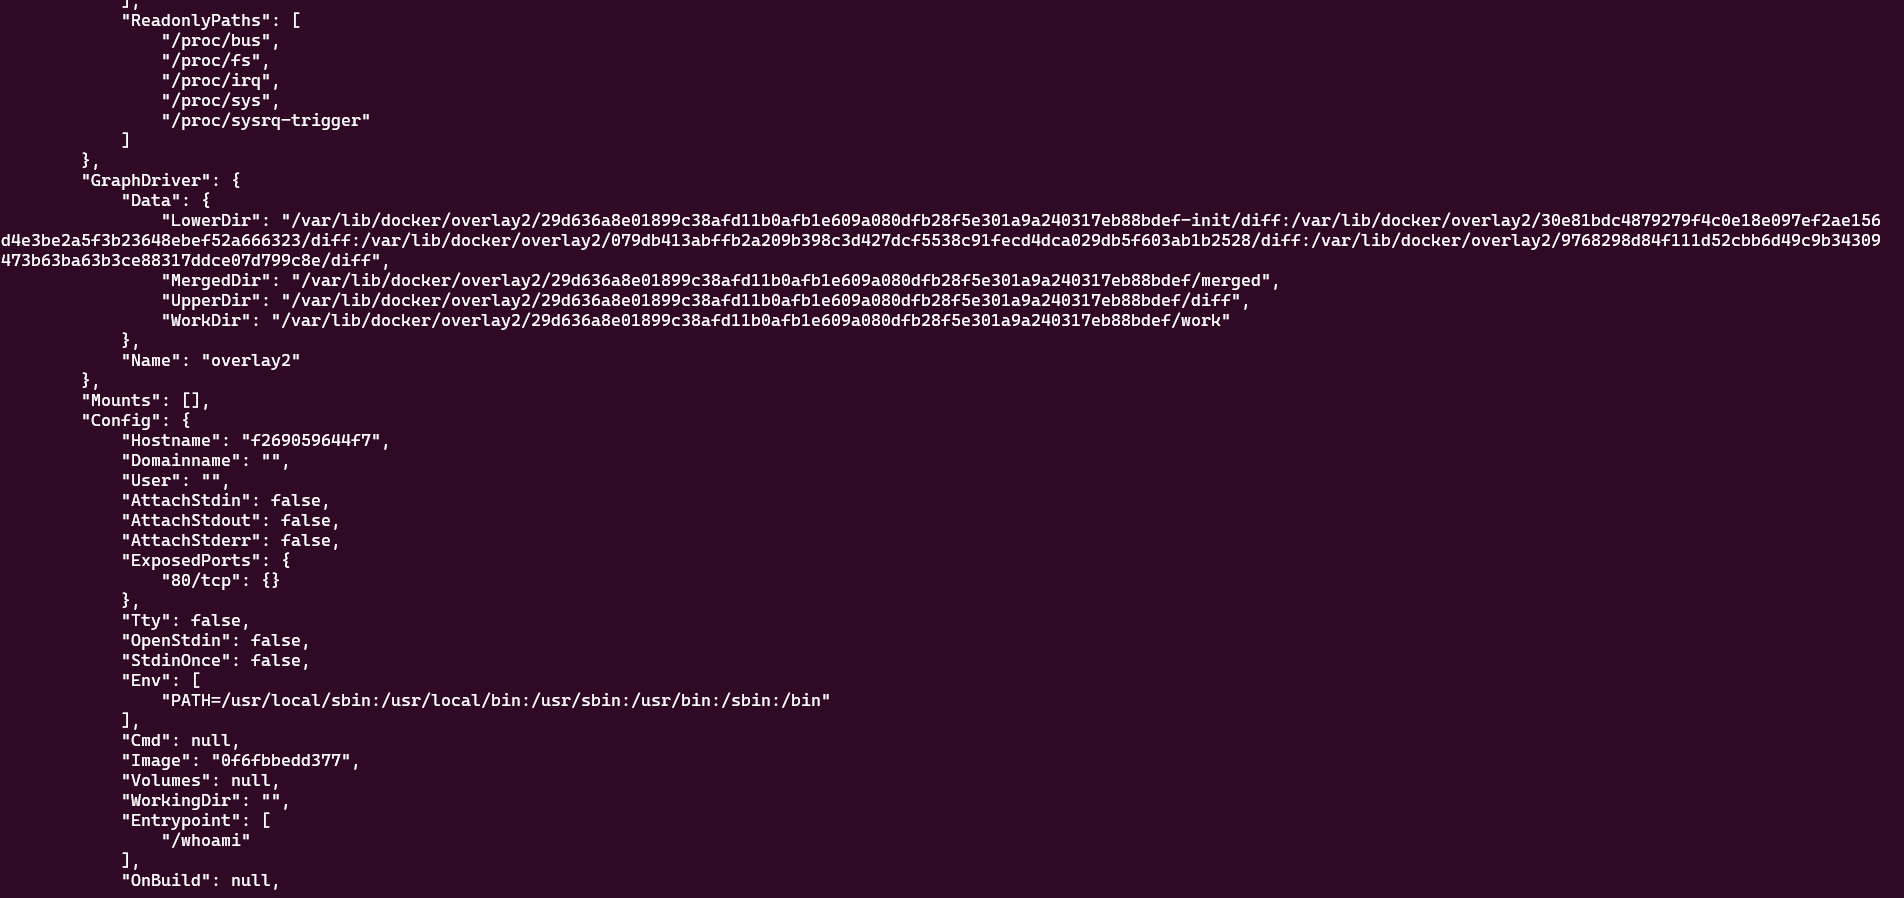 ],
"ReadonlyPaths": [
"/proc/bus",
"/proc/fs",
"/proc/irq",
"/proc/sys",
"/proc/sysrq-trigger"
]
},
"GraphDriver": {
"Data": {
"LowerDir": "/var/lib/docker/overlay2/29d636a8e01899c38afd11b0afb1e609a080dfb28f5e301a9a240317eb88bdef-init/diff:/var/lib/docker/overlay2/30e81bdc4879279f4c0e18e097ef2ae156
d4e3be2a5f3b23648ebef52a666323/diff:/var/lib/docker/overlay2/079db413abffb2a209b398c3d427dcf5538c91fecd4dca029db5f603ab1b2528/diff:/var/lib/docker/overlay2/9768298d84f111d52cbb6d49c9b34309
473b63ba63b3ce88317ddce07d799c8e/diff",
"MergedDir": "/var/lib/docker/overlay2/29d636a8e01899c38afd11b0afb1e609a080dfb28f5e301a9a240317eb88bdef/merged",
"UpperDir": "/var/lib/docker/overlay2/29d636a8e01899c38afd11b0afb1e609a080dfb28f5e301a9a240317eb88bdef/diff",
"WorkDir": "/var/lib/docker/overlay2/29d636a8e01899c38afd11b0afb1e609a080dfb28f5e301a9a240317eb88bdef/work"
},
"Name": "overlay2"
},
"Mounts": [],
"Config": {
"Hostname": "f269059644f7",
"Domainname": "",
"User": "",
"AttachStdin": false,
"AttachStdout": false,
"AttachStderr": false,
"ExposedPorts": {
"80/tcp": {}
},
"Tty": false,
"OpenStdin": false,
"StdinOnce": false,
"Env": [
"PATH=/usr/local/sbin:/usr/local/bin:/usr/sbin:/usr/bin:/sbin:/bin"
],
"Cmd": null,
"Image": "0f6fbbedd377",
"Volumes": null,
"WorkingDir": "",
"Entrypoint": [
"/whoami"
],
"OnBuild": null,